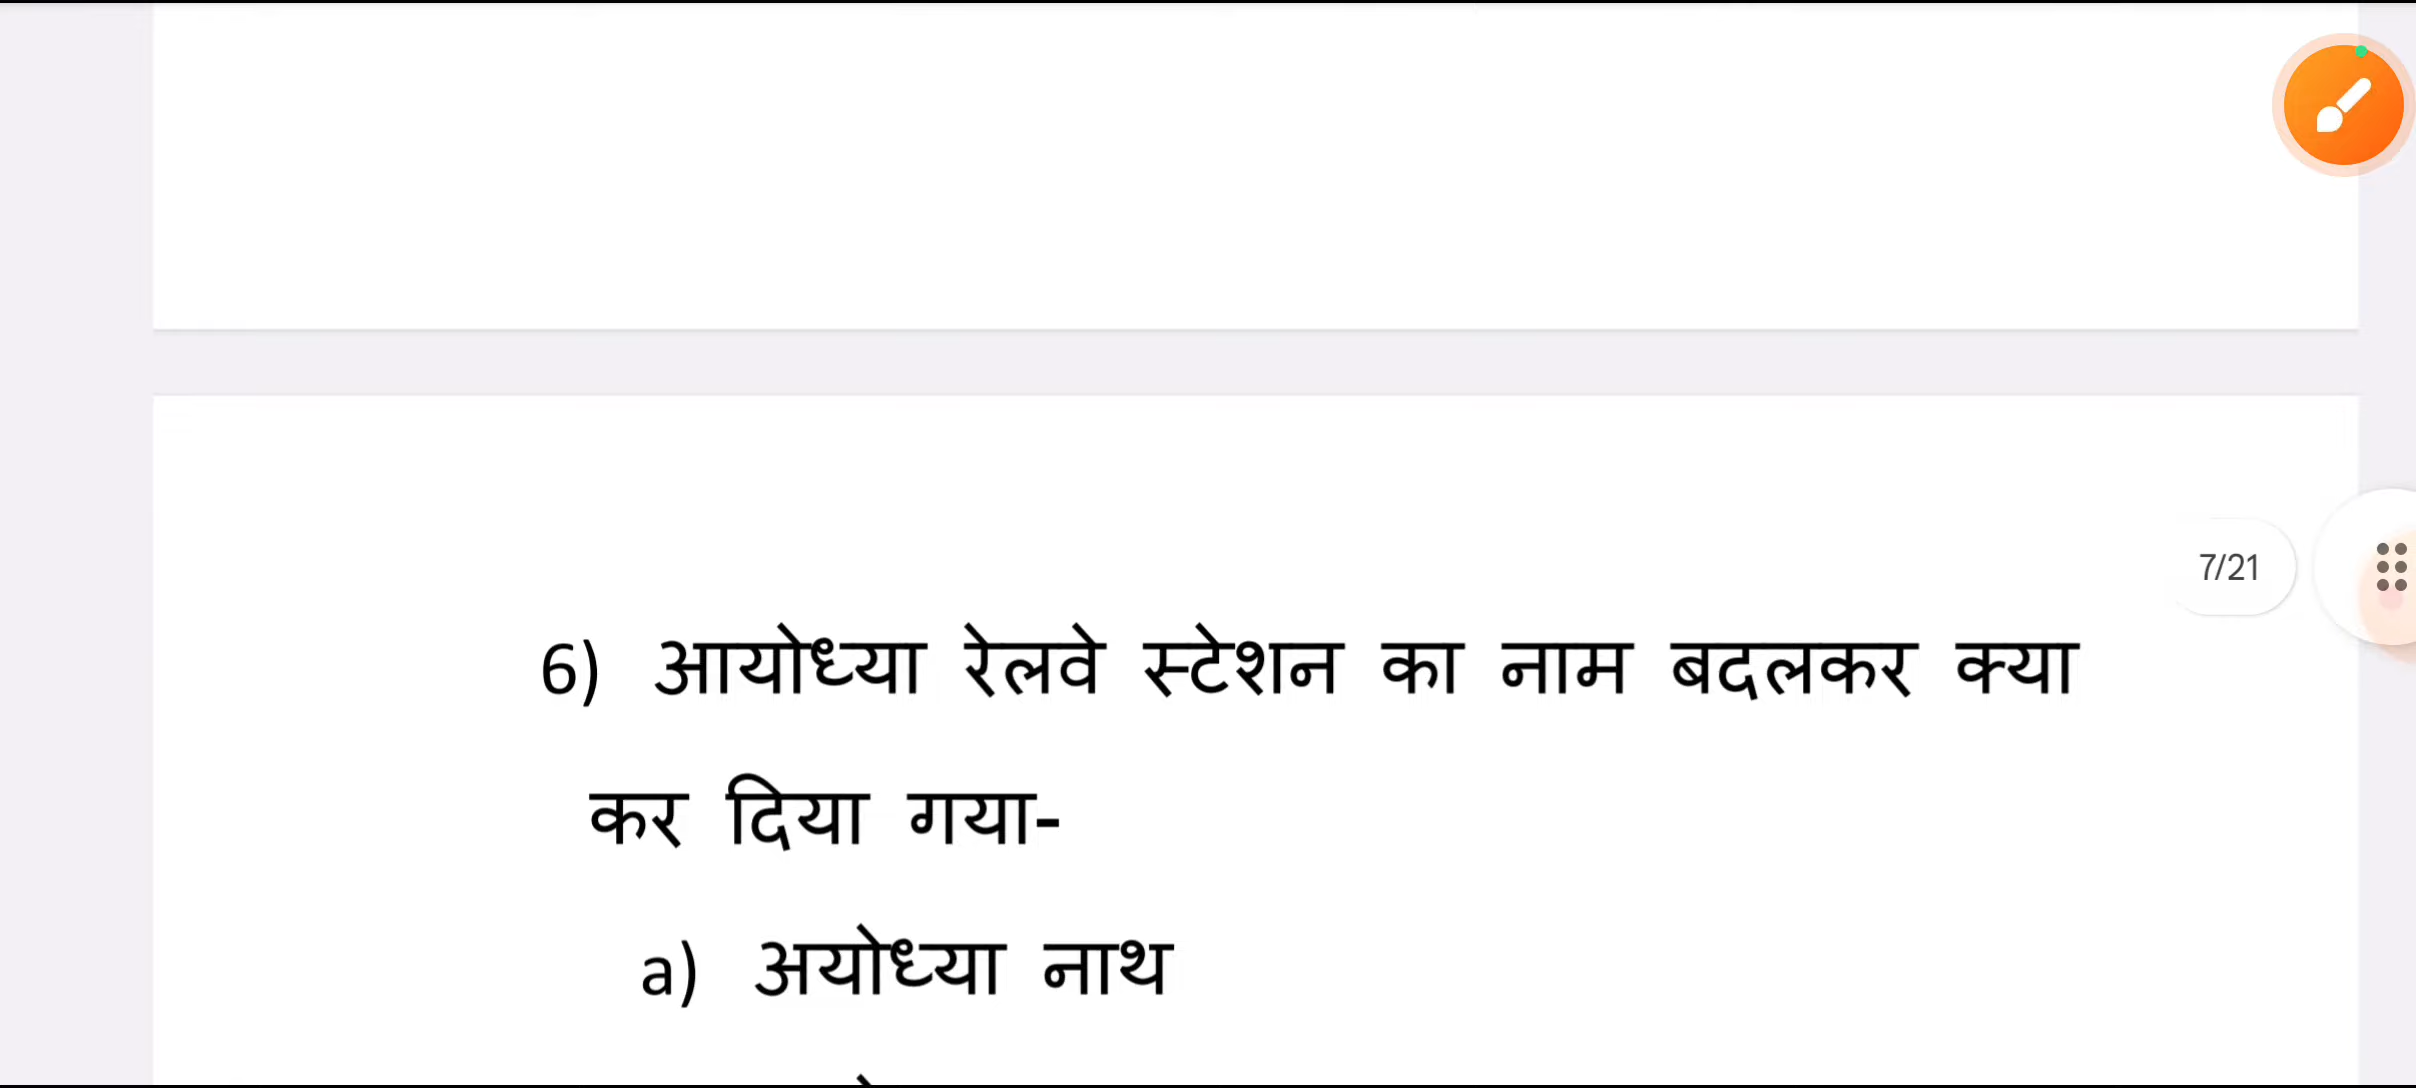 7/21
6) आयोध्या रेलवे स्टेशन का नाम बदलकर क्या
कर दिया गया-
a) अयोध्या नाथ